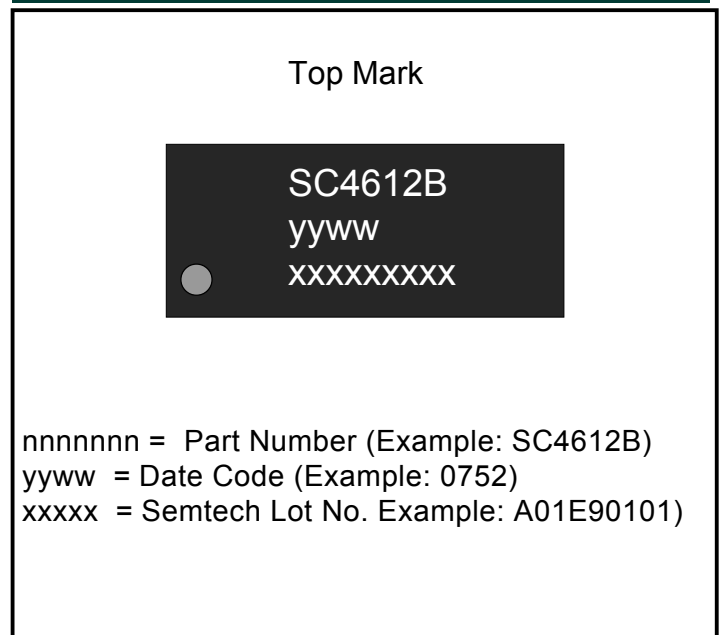 Top Mark
SC4612B
yyww
xxxxxxxxx
nnnnnnn = Part Number (Example: SC4612B)
yyww = Date Code (Example: 0752)
xxxxx = Semtech Lot No. Example: A01E90101)